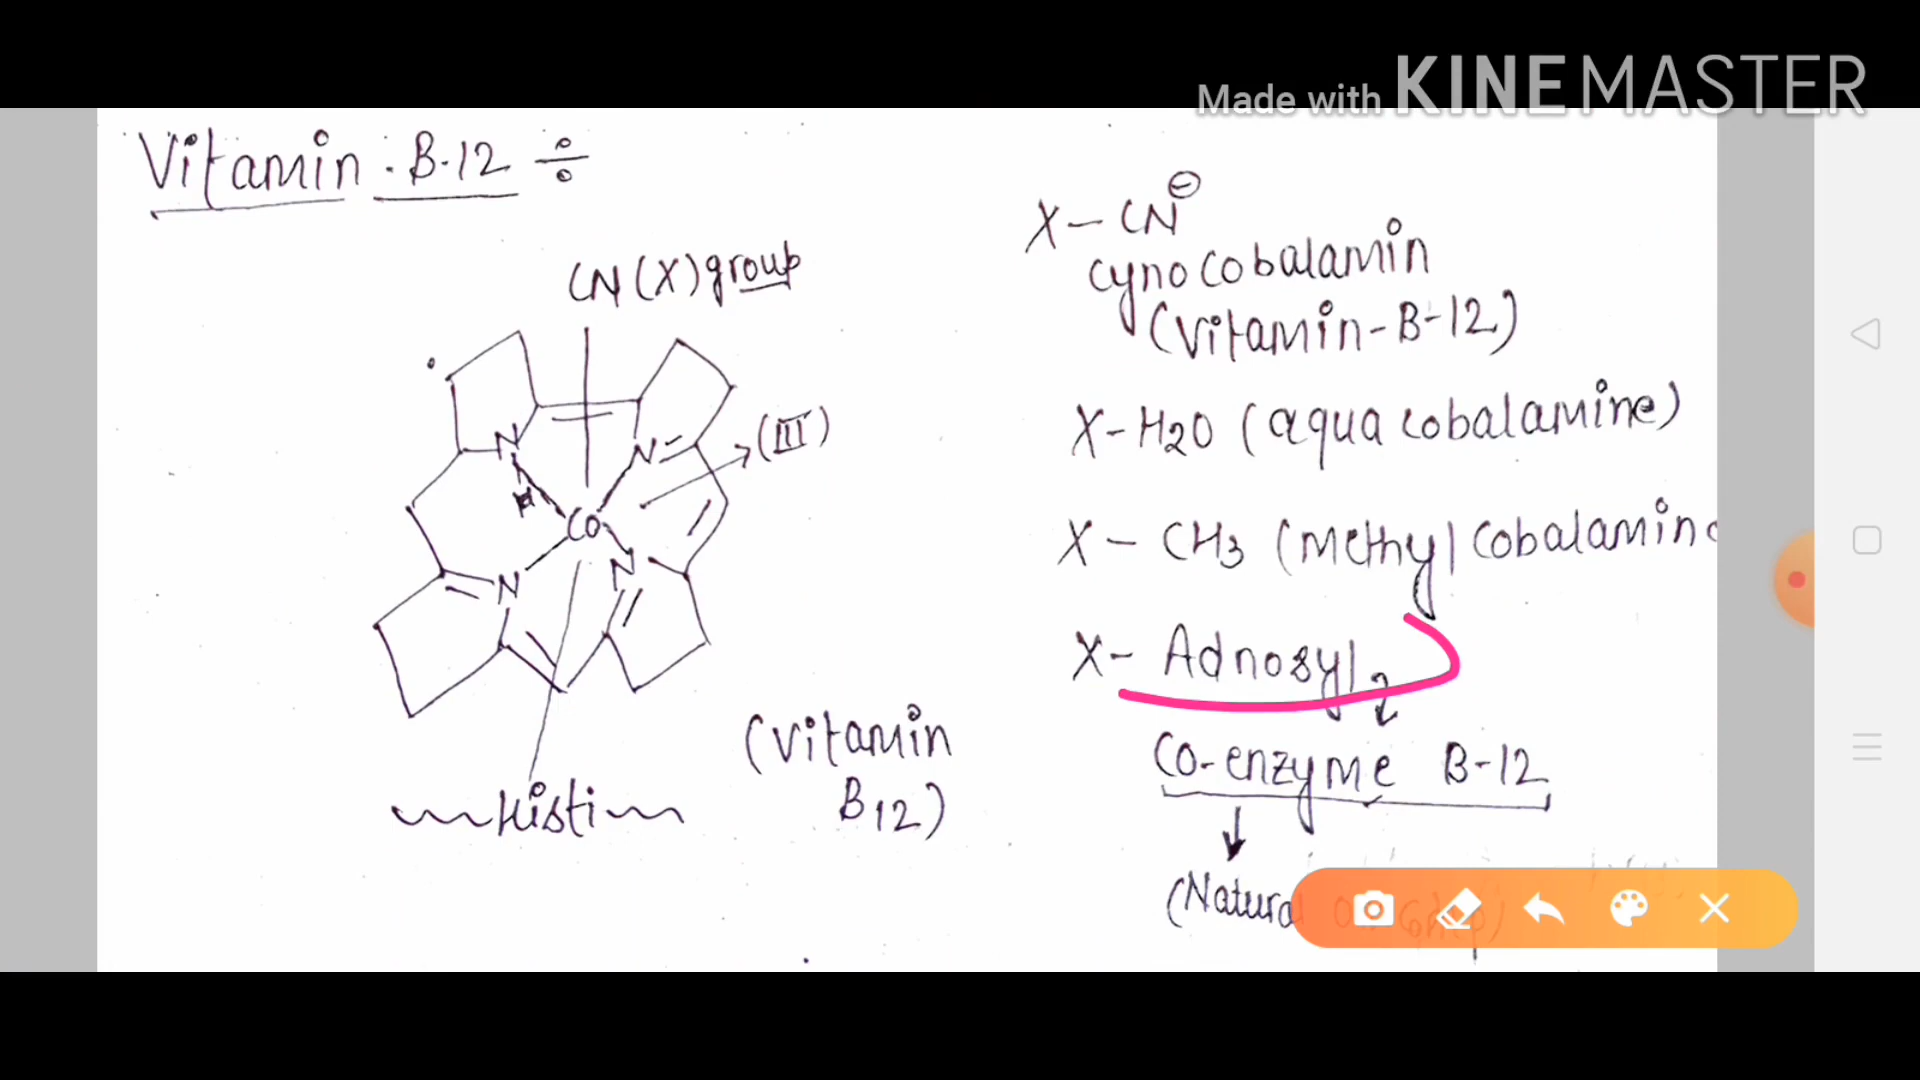 Made with KINEMASTER
Vitamin B-12 ÷
CN (X) group
(III)
N
N
H
Co
N
N
Histi
(Vitamin
B12)
X - CN⊖
cyno cobalamin
(Vitamin-B-12)
X - H2O (aqua cobalamine)
X - CH3 (Methyl Cobalamin
X - Adnosyl
Co-enzyme B-12
(Natura